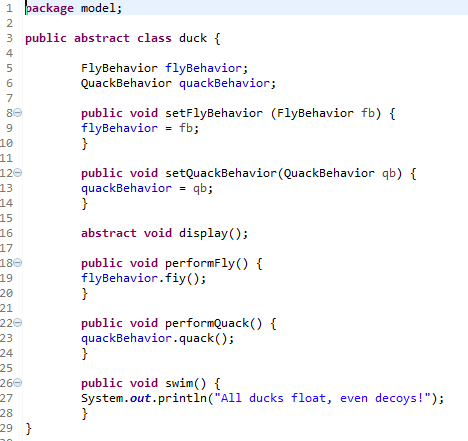 1 package model;
2
3 public abstract class duck {
4
5 FlyBehavior flyBehavior;
6 QuackBehavior quackBehavior;
7
8 public void setFlyBehavior (FlyBehavior fb) {
9 flyBehavior = fb;
10 }
11
12 public void setQuackBehavior(QuackBehavior qb) {
13 quackBehavior = qb;
14 }
15
16 abstract void display();
17
18 public void performFly() {
19 flyBehavior.fiy();
20 }
21
22 public void performQuack() {
23 quackBehavior.quack();
24 }
25
26 public void swim() {
27 System.out.println("All ducks float, even decoys!");
28 }
29 }